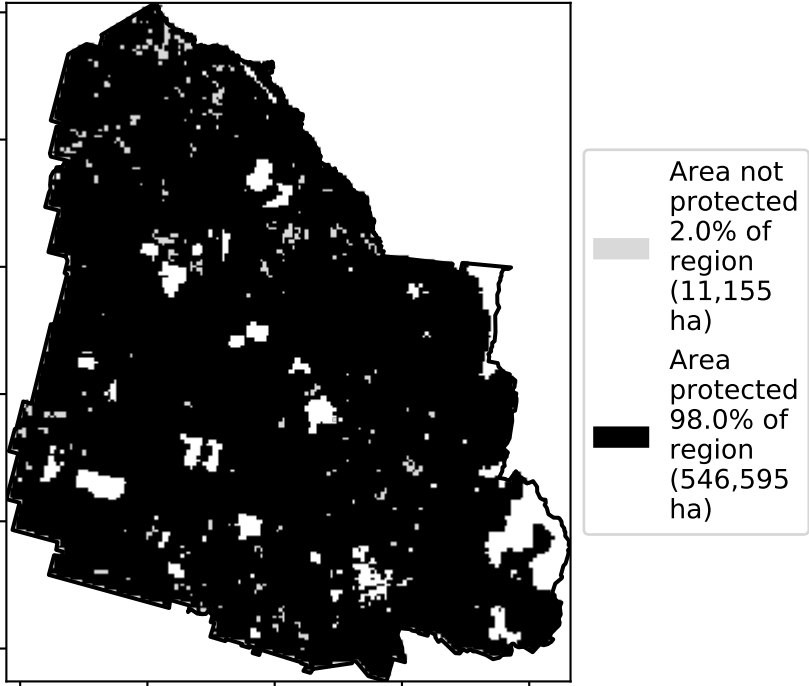 Area not
protected
2.0% of
region
(11,155
ha)
Area
protected
98.0% of
region
(546,595
ha)